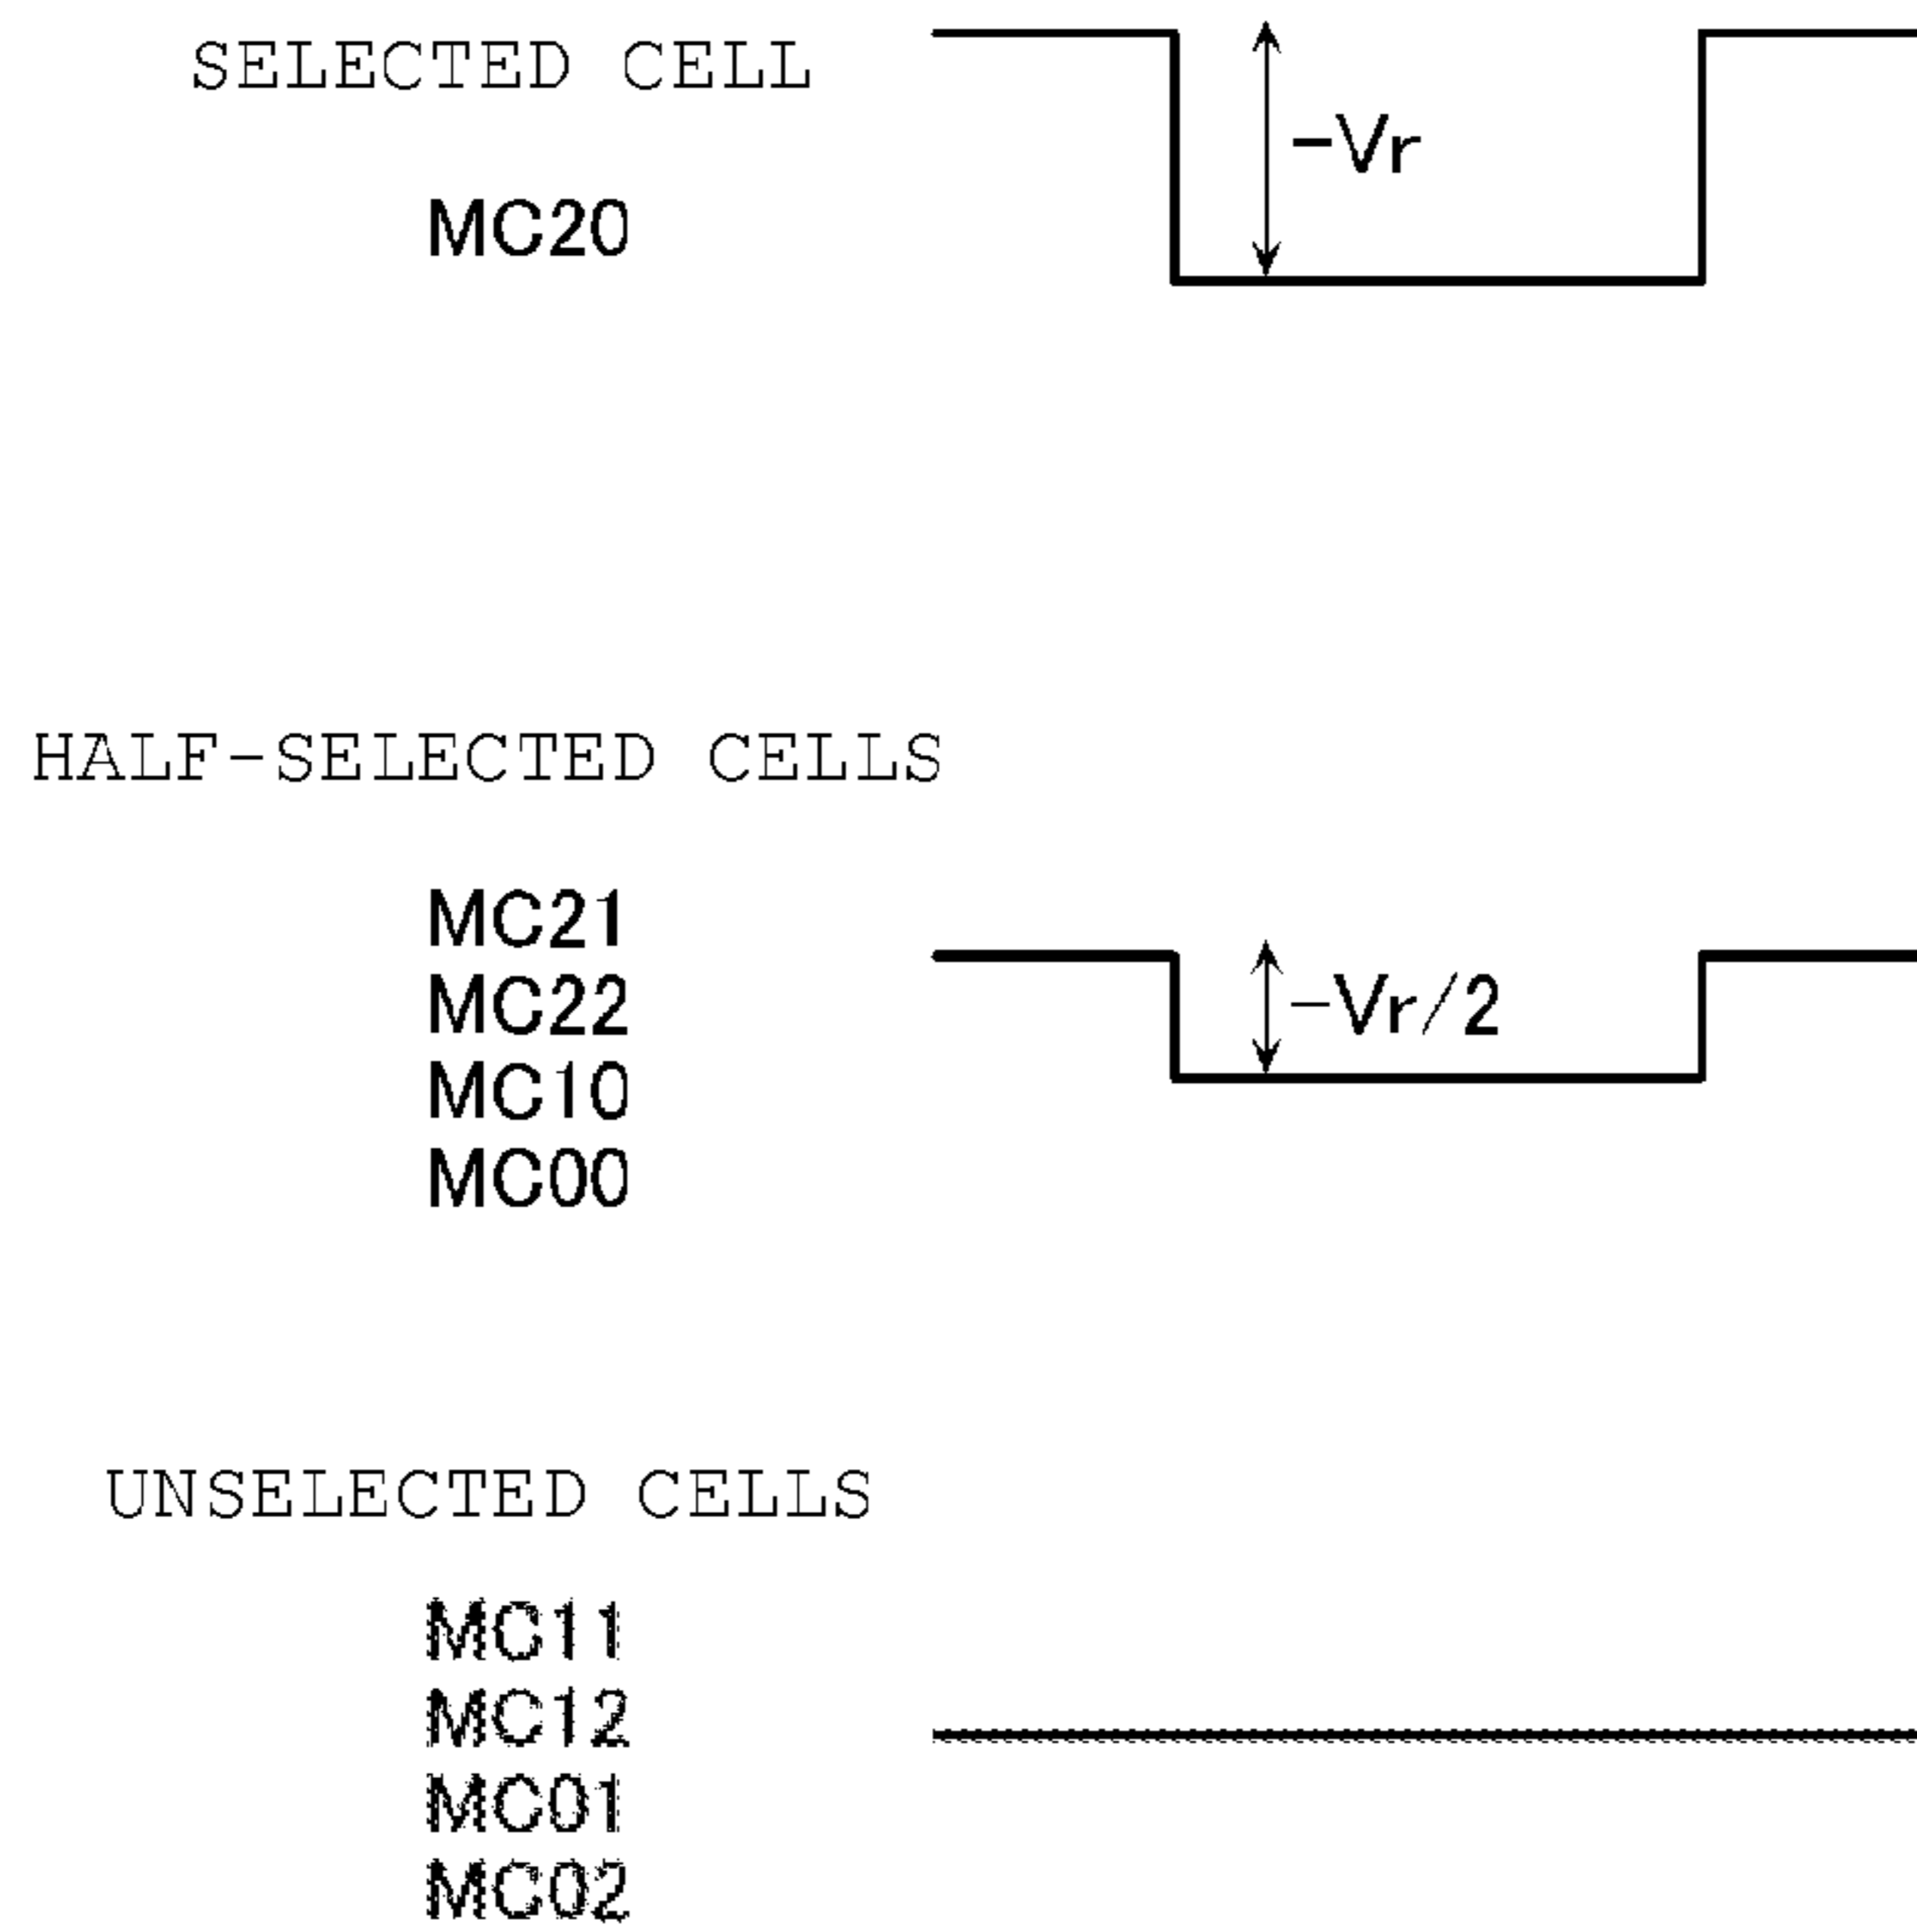 SELECTED CELL
-Vr
MC20
HALF-SELECTED CELLS
MC21
MC22
-Vr/2
MC10
MC00
UNSELECTED CELLS
MC11
MC12
MC01
MC02